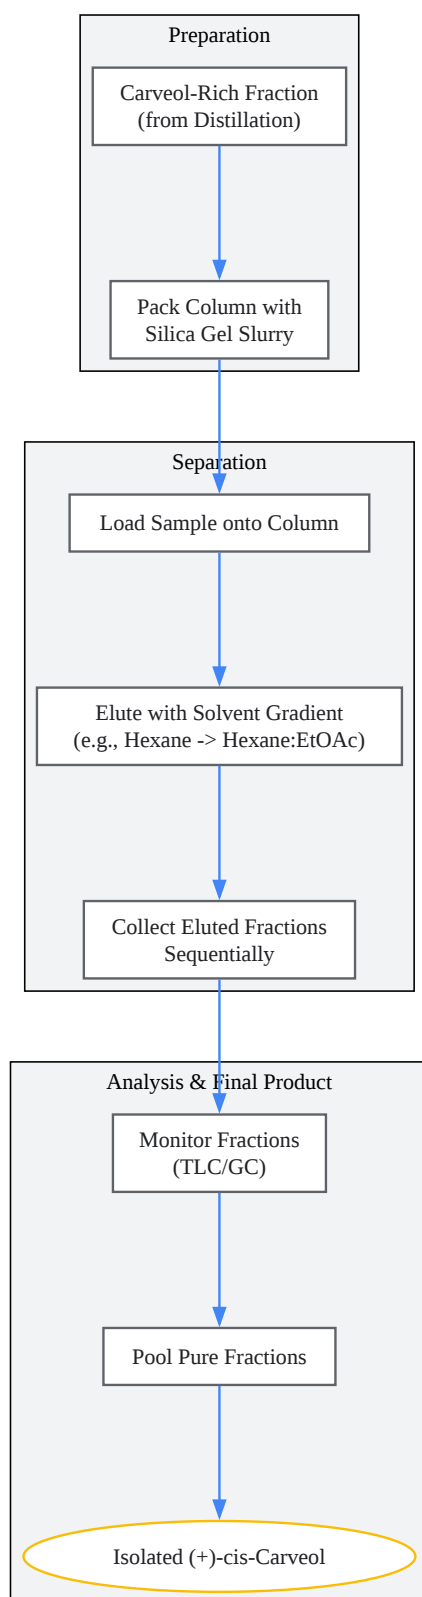 Preparation
Carveol-Rich Fraction
(from Distillation)
Pack Column with
Silica Gel Slurry
Separation
Load Sample onto Column
Elute with Solvent Gradient
(e.g., Hexane -> Hexane:EtOAc)
Collect Eluted Fractions
Sequentially
Analysis & Final Product
Monitor Fractions
(TLC/GC)
Pool Pure Fractions
Isolated (+)-cis-Carveol